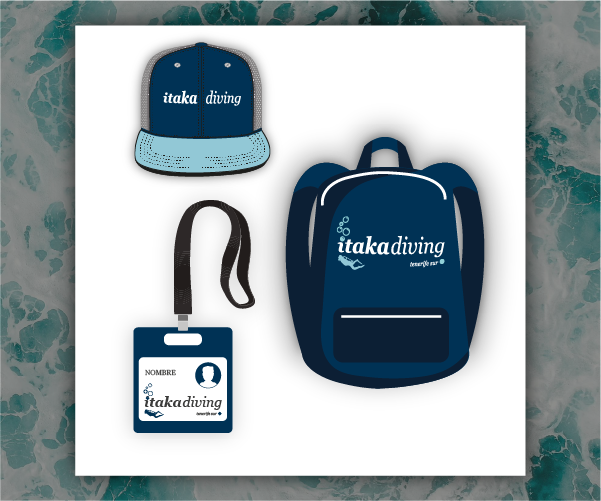 itaka diving
itakadiving
tenerife sur
NOMBRE
itakadiving
tenerife sur